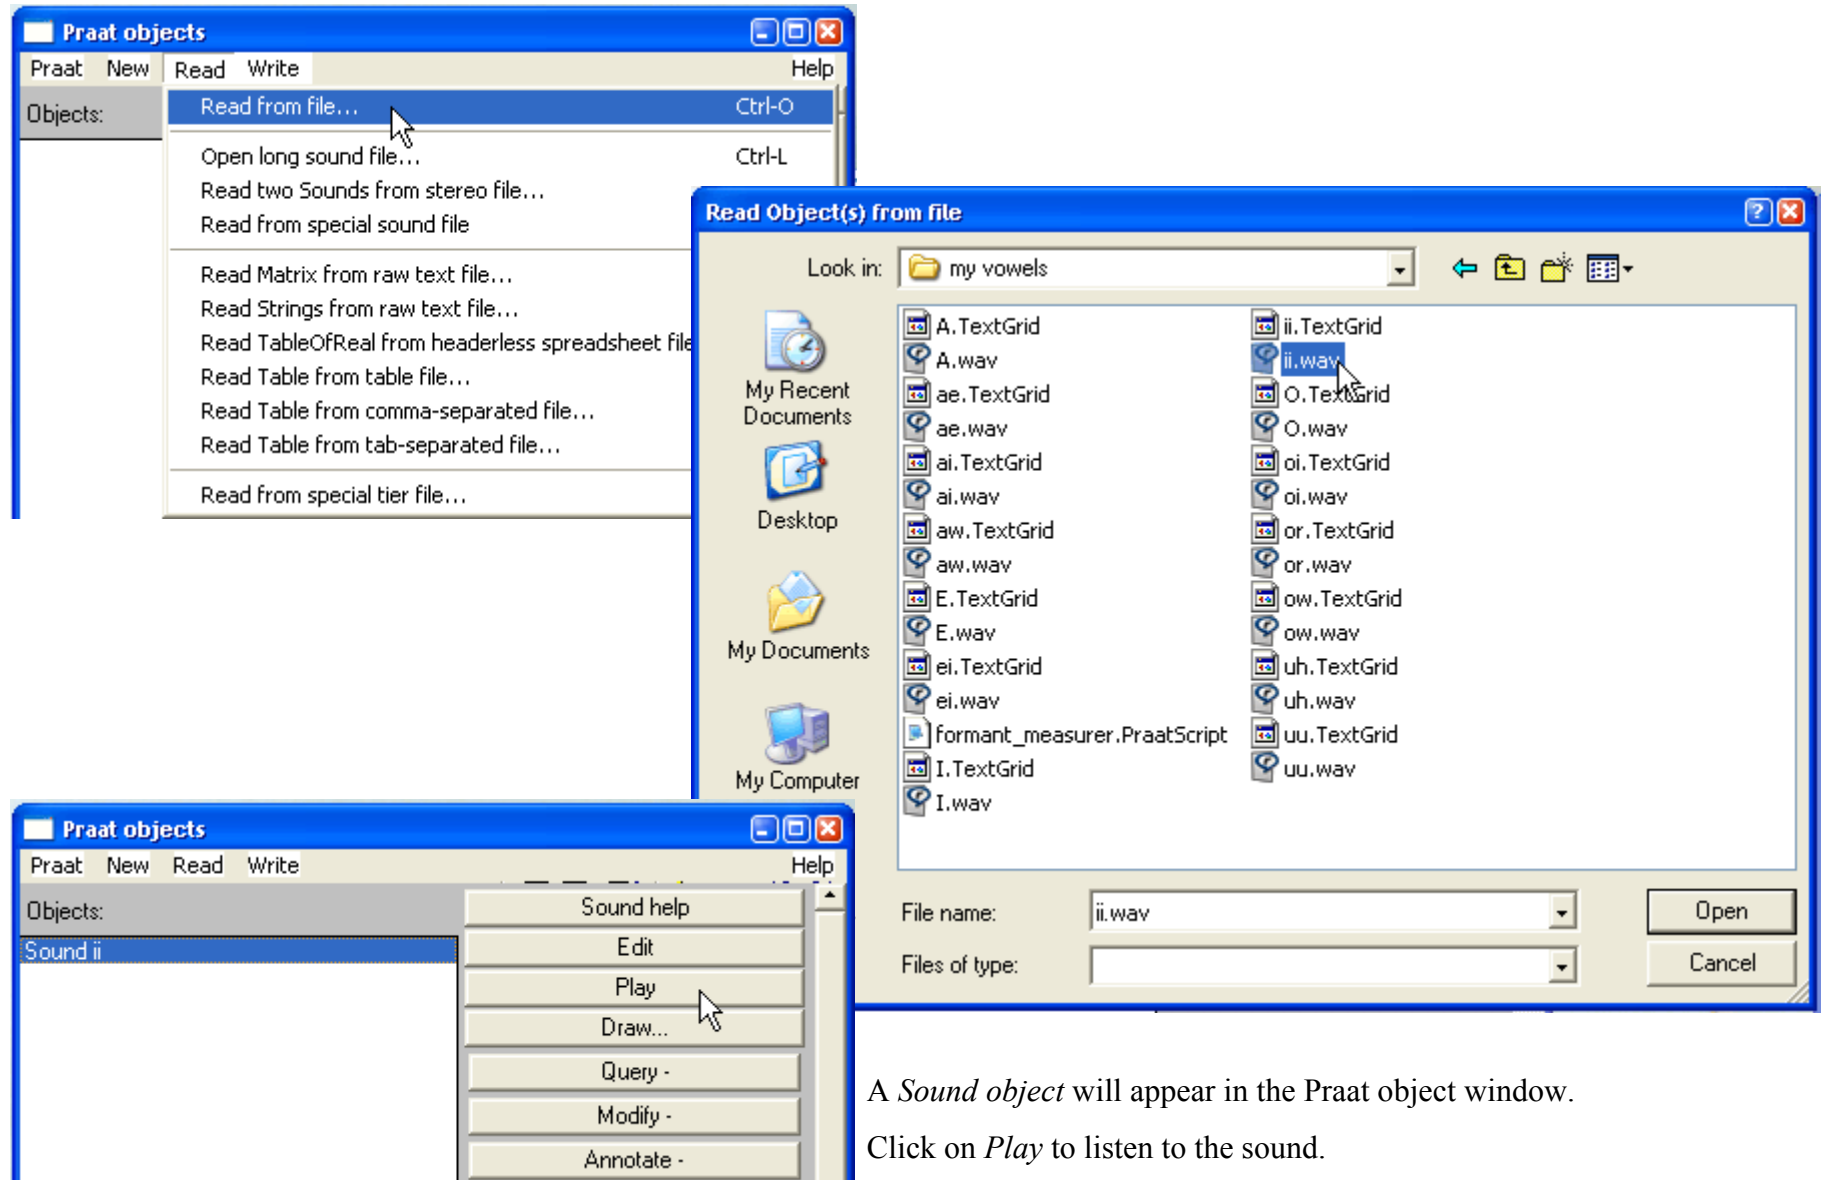 Praat objects
Praat New Read Write Help
Objects:
Read from file... Ctrl-O
Open long sound file... Ctrl-L
Read two Sounds from stereo file...
Read from special sound file
Read Matrix from raw text file...
Read Strings from raw text file...
Read TableOfReal from headerless spreadsheet file
Read Table from table file...
Read Table from comma-separated file...
Read Table from tab-separated file...
Read from special tier file...
Read Object(s) from file
Look in: my vowels
My Recent
Documents
Desktop
My Documents
My Computer
A.TextGrid
A.wav
ae.TextGrid
ae.wav
ai.TextGrid
ai.wav
aw.TextGrid
aw.wav
E.TextGrid
E.wav
ei.TextGrid
ei.wav
formant_measurer.PraatScript
I.TextGrid
I.wav
ii.TextGrid
ii.wav
O.TextGrid
O.wav
oi.TextGrid
oi.wav
or.TextGrid
or.wav
ow.TextGrid
ow.wav
uh.TextGrid
uh.wav
uu.TextGrid
uu.wav
File name: ii.wav Open
Files of type: Cancel
Praat objects
Praat New Read Write Help
Objects:
Sound ii
Sound help
Edit
Play
Draw...
Query -
Modify -
Annotate -
A Sound object will appear in the Praat object window.
Click on Play to listen to the sound.